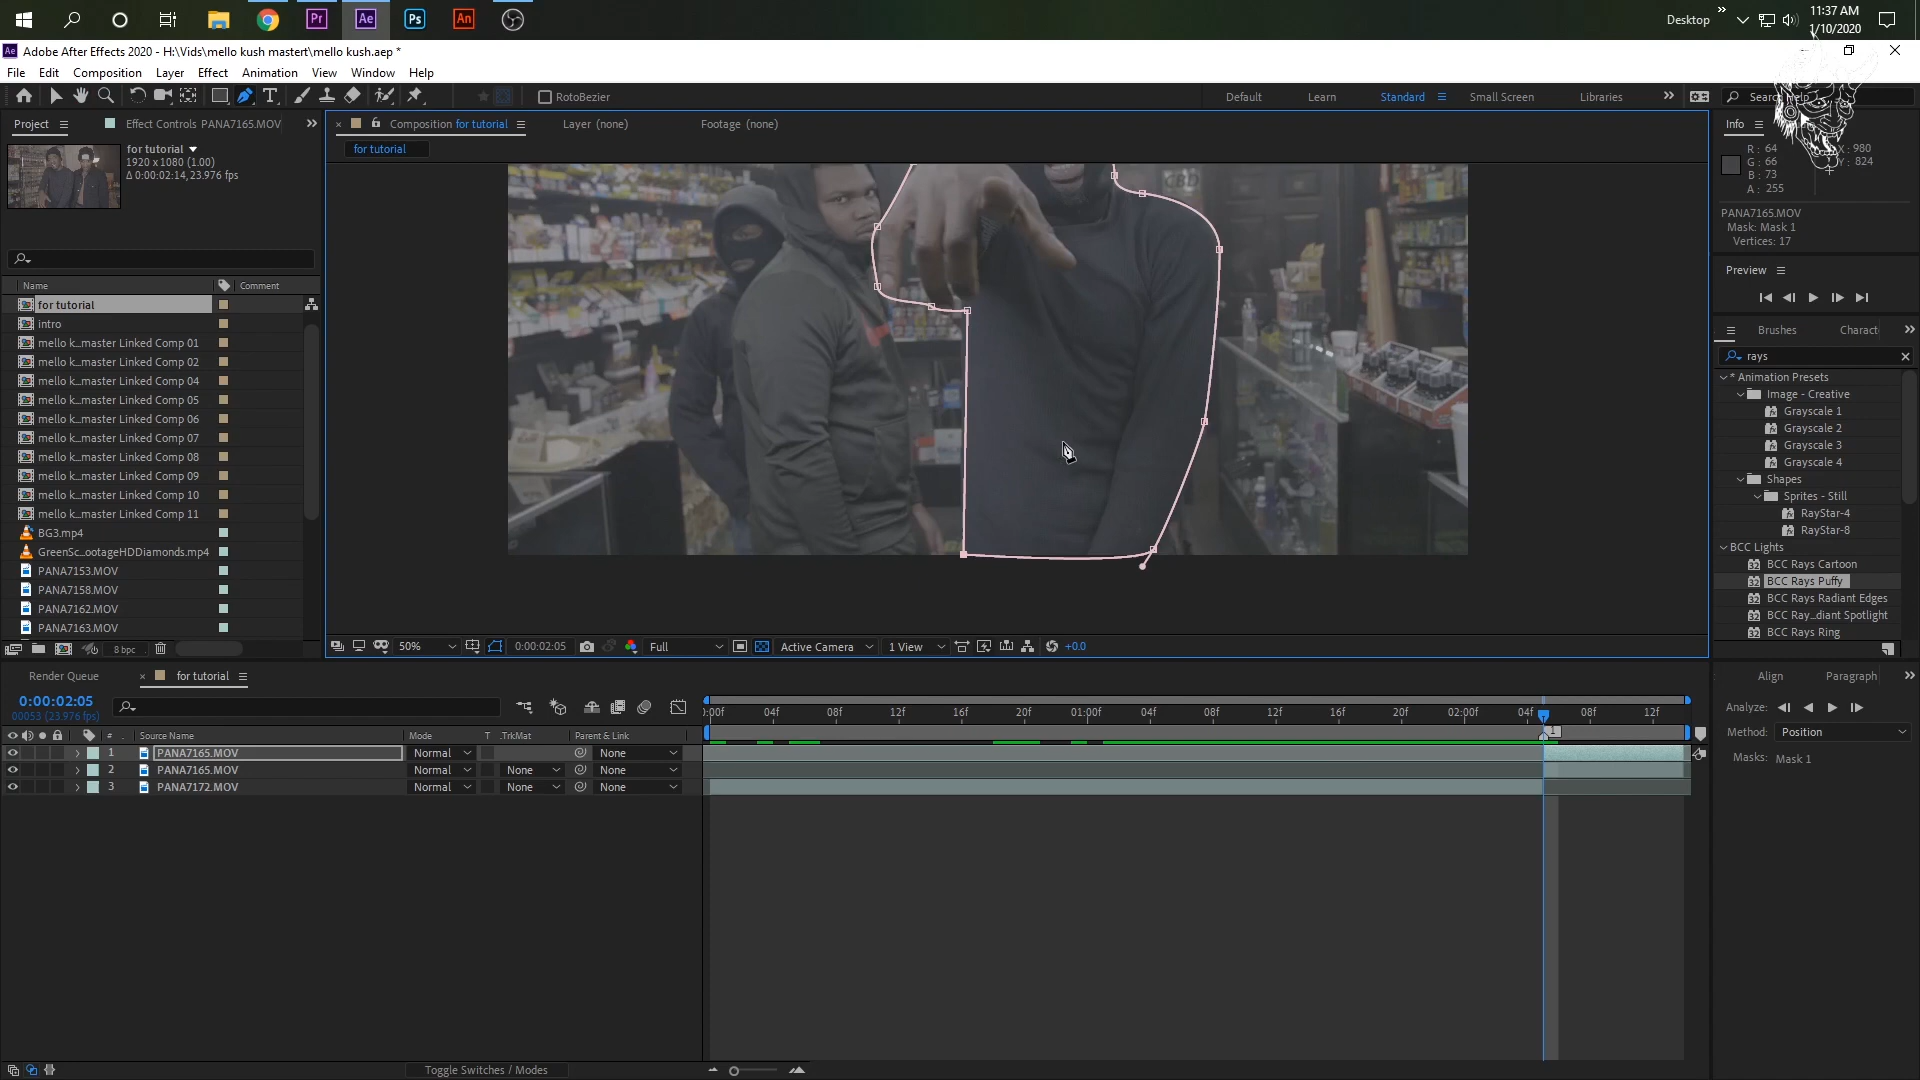 Desktop
11:37 AM
1/10/2020
Adobe After Effects 2020 - H:\Vids\mello kush mastert\mello kush.aep *
File Edit Composition Layer Effect Animation View Window Help
RotoBezier
Default Learn Standard Small Screen Libraries Search Help
Project Effect Controls PANA7165.MOV
Composition for tutorial Layer (none) Footage (none)
Info
for tutorial
1920 x 1080 (1.00)
Δ 0:00:02:14, 23.976 fps
for tutorial
R : 64
G : 66
B : 73
A : 255
X : 980
Y : 824
PANA7165.MOV
Mask: Mask 1
Vertices: 17
Preview
Name Comment
for tutorial
intro
mello k...master Linked Comp 01
mello k...master Linked Comp 02
mello k...master Linked Comp 04
mello k...master Linked Comp 05
mello k...master Linked Comp 06
mello k...master Linked Comp 07
mello k...master Linked Comp 08
mello k...master Linked Comp 09
mello k...master Linked Comp 10
mello k...master Linked Comp 11
BG3.mp4
GreenSc...ootageHDDiamonds.mp4
PANA7153.MOV
PANA7158.MOV
PANA7162.MOV
PANA7163.MOV
8 bpc
Brushes Charact
rays
* Animation Presets
Image - Creative
Grayscale 1
Grayscale 2
Grayscale 3
Grayscale 4
Shapes
Sprites - Still
RayStar-4
RayStar-8
BCC Lights
BCC Rays Cartoon
BCC Rays Puffy
BCC Rays Radiant Edges
BCC Ray...diant Spotlight
BCC Rays Ring
50% 0:00:02:05 Full Active Camera 1 View +0.0
Render Queue for tutorial
0:00:02:05
00053 (23.976 fps)
:00f 04f 08f 12f 16f 20f 01:00f 04f 08f 12f 16f 20f 02:00f 04f 08f 12f
# Source Name Mode T .TrkMat Parent & Link
1 PANA7165.MOV Normal None
2 PANA7165.MOV Normal None None
3 PANA7172.MOV Normal None None
1
Align Paragraph
Analyze:
Method: Position
Masks: Mask 1
Toggle Switches / Modes